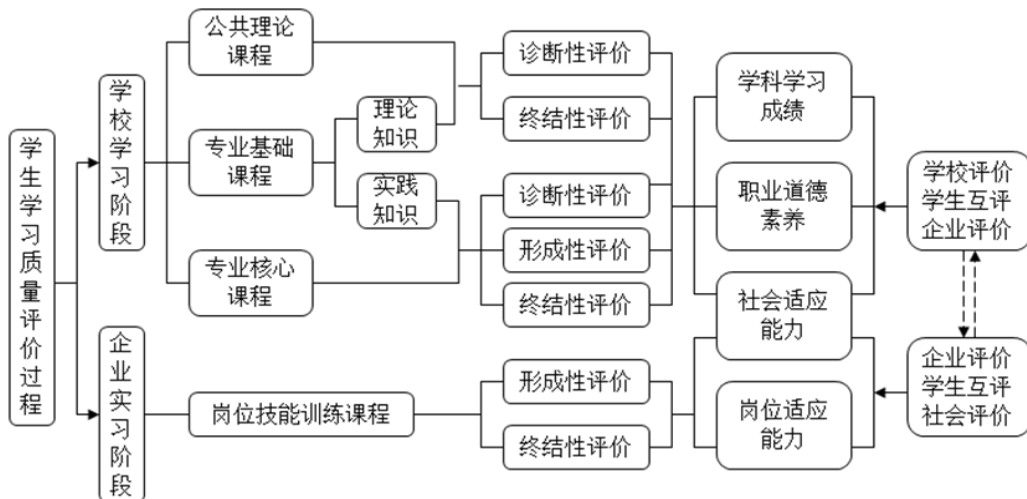 学生学习质量评价过程
学校学习阶段
企业实习阶段
公共理论
课程
专业基础
课程
专业核心
课程
岗位技能训练课程
理论
知识
实践
知识
诊断性评价
终结性评价
诊断性评价
形成性评价
终结性评价
形成性评价
终结性评价
学科学习
成绩
职业道德
素养
社会适应
能力
岗位适应
能力
学校评价
学生互评
企业评价
企业评价
学生互评
社会评价